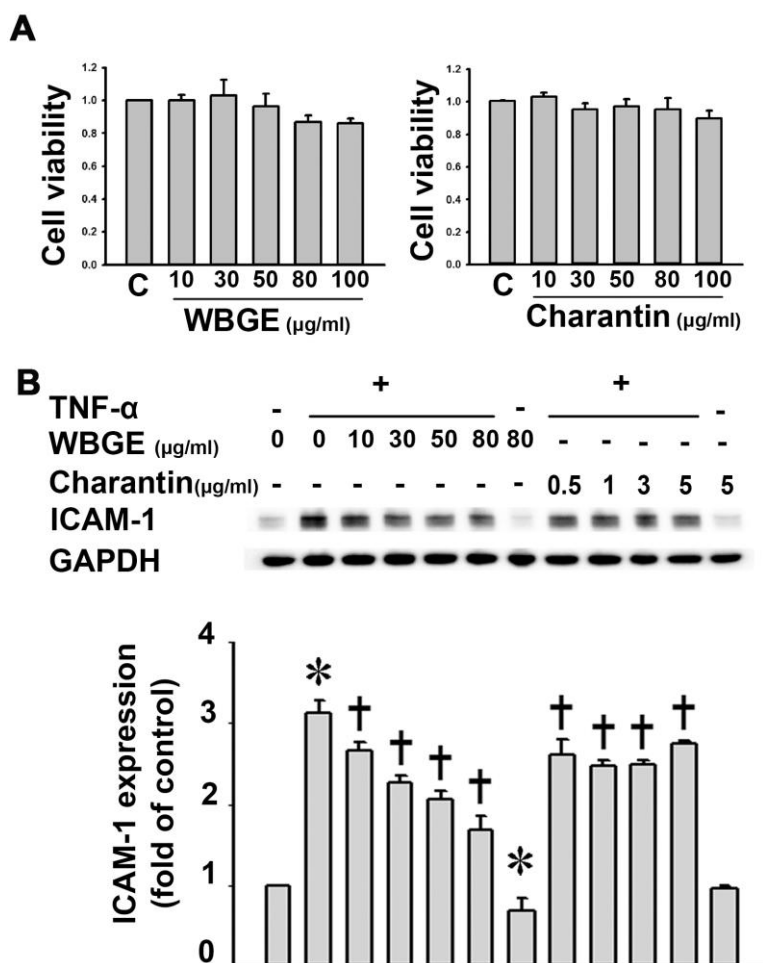 A
1.2
1.0
0.8
0.6
0.4
0.2
0.0
Cell viability
C 10 30 50 80 100
WBGE (μg/ml)
1.2
1.0
0.8
0.6
0.4
0.2
0.0
Cell viability
C 10 30 50 80 100
Charantin (μg/ml)
B
+ +
TNF-α - - -
WBGE (μg/ml) 0 0 10 30 50 80 80 - - - - -
Charantin(μg/ml) - - - - - - - 0.5 1 3 5 5
ICAM-1
GAPDH
4
3
2
1
0
ICAM-1 expression
(fold of control)
* † † † † * † † † †